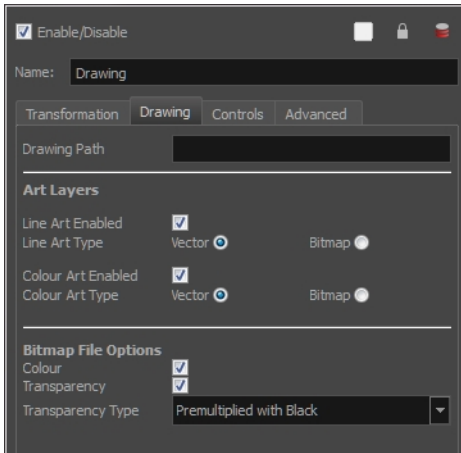 Enable/Disable
Name: Drawing
Transformation Drawing Controls Advanced
Drawing Path
Art Layers
Line Art Enabled
Line Art Type Vector Bitmap
Colour Art Enabled
Colour Art Type Vector Bitmap
Bitmap File Options
Colour
Transparency
Transparency Type Premultiplied with Black